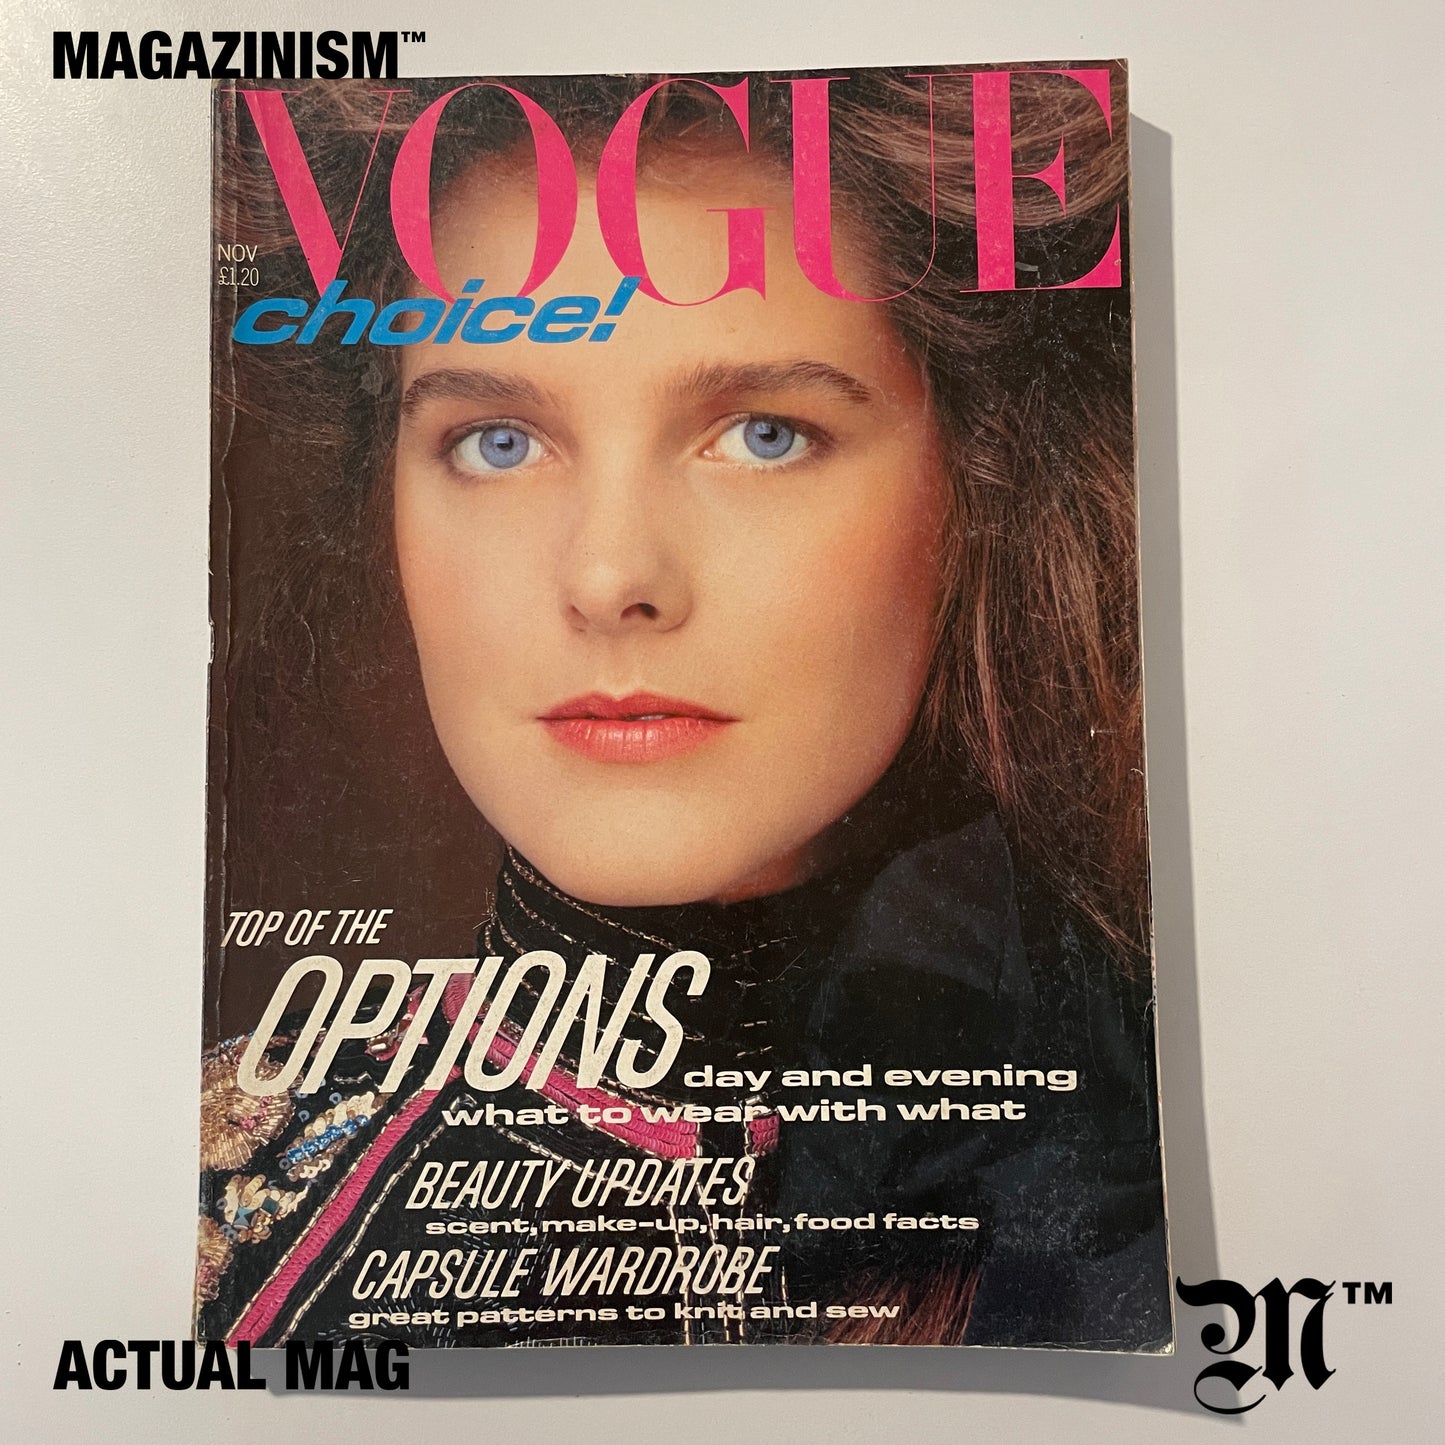 MAGAZINISM™
VOGUE
NOV
£1.20
choice!
TOP OF THE
OPTIONS
day and evening
what to wear with what
BEAUTY UPDATES
scent, make-up, hair, food facts
CAPSULE WARDROBE
great patterns to knit and sew
ACTUAL MAG
M™